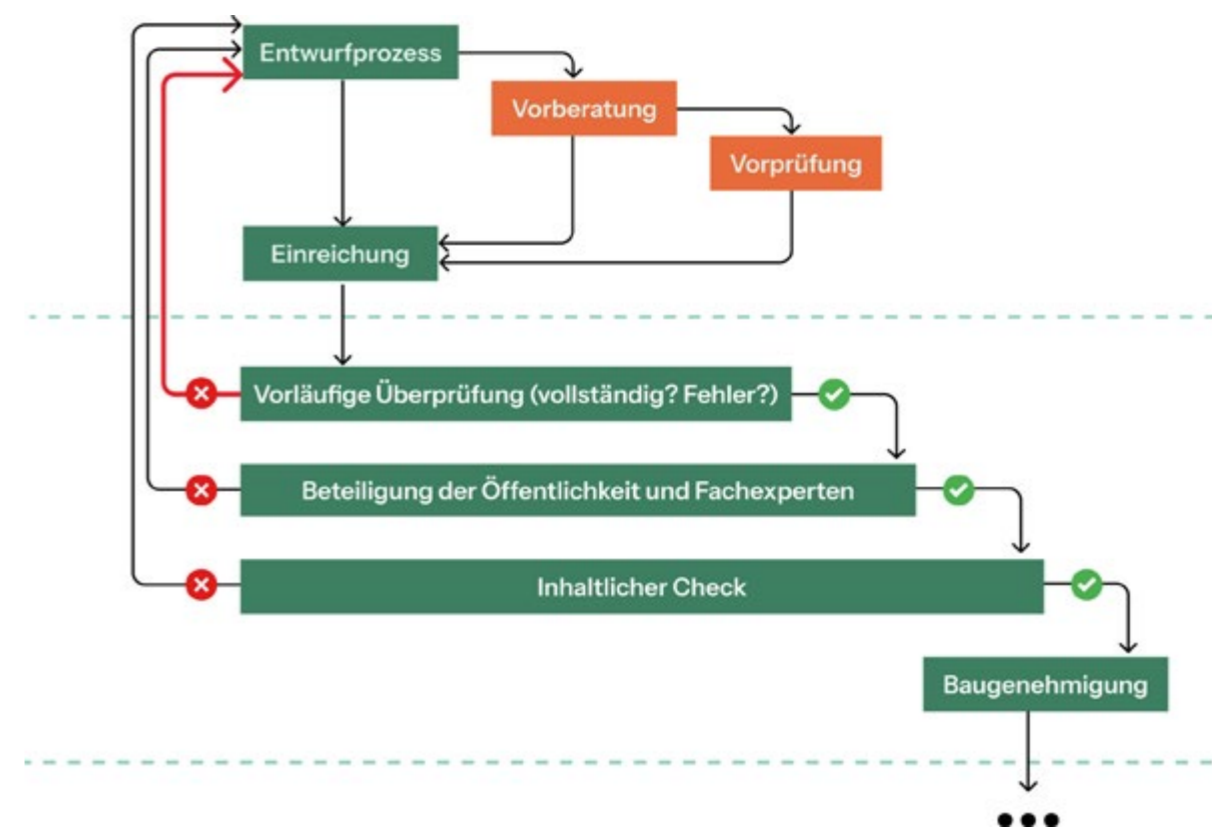 Entwurfprozess
Vorberatung
Vorprüfung
Einreichung
Vorläufige Überprüfung (vollständig? Fehler?)
Beteiligung der Öffentlichkeit und Fachexperten
Inhaltlicher Check
Baugenehmigung